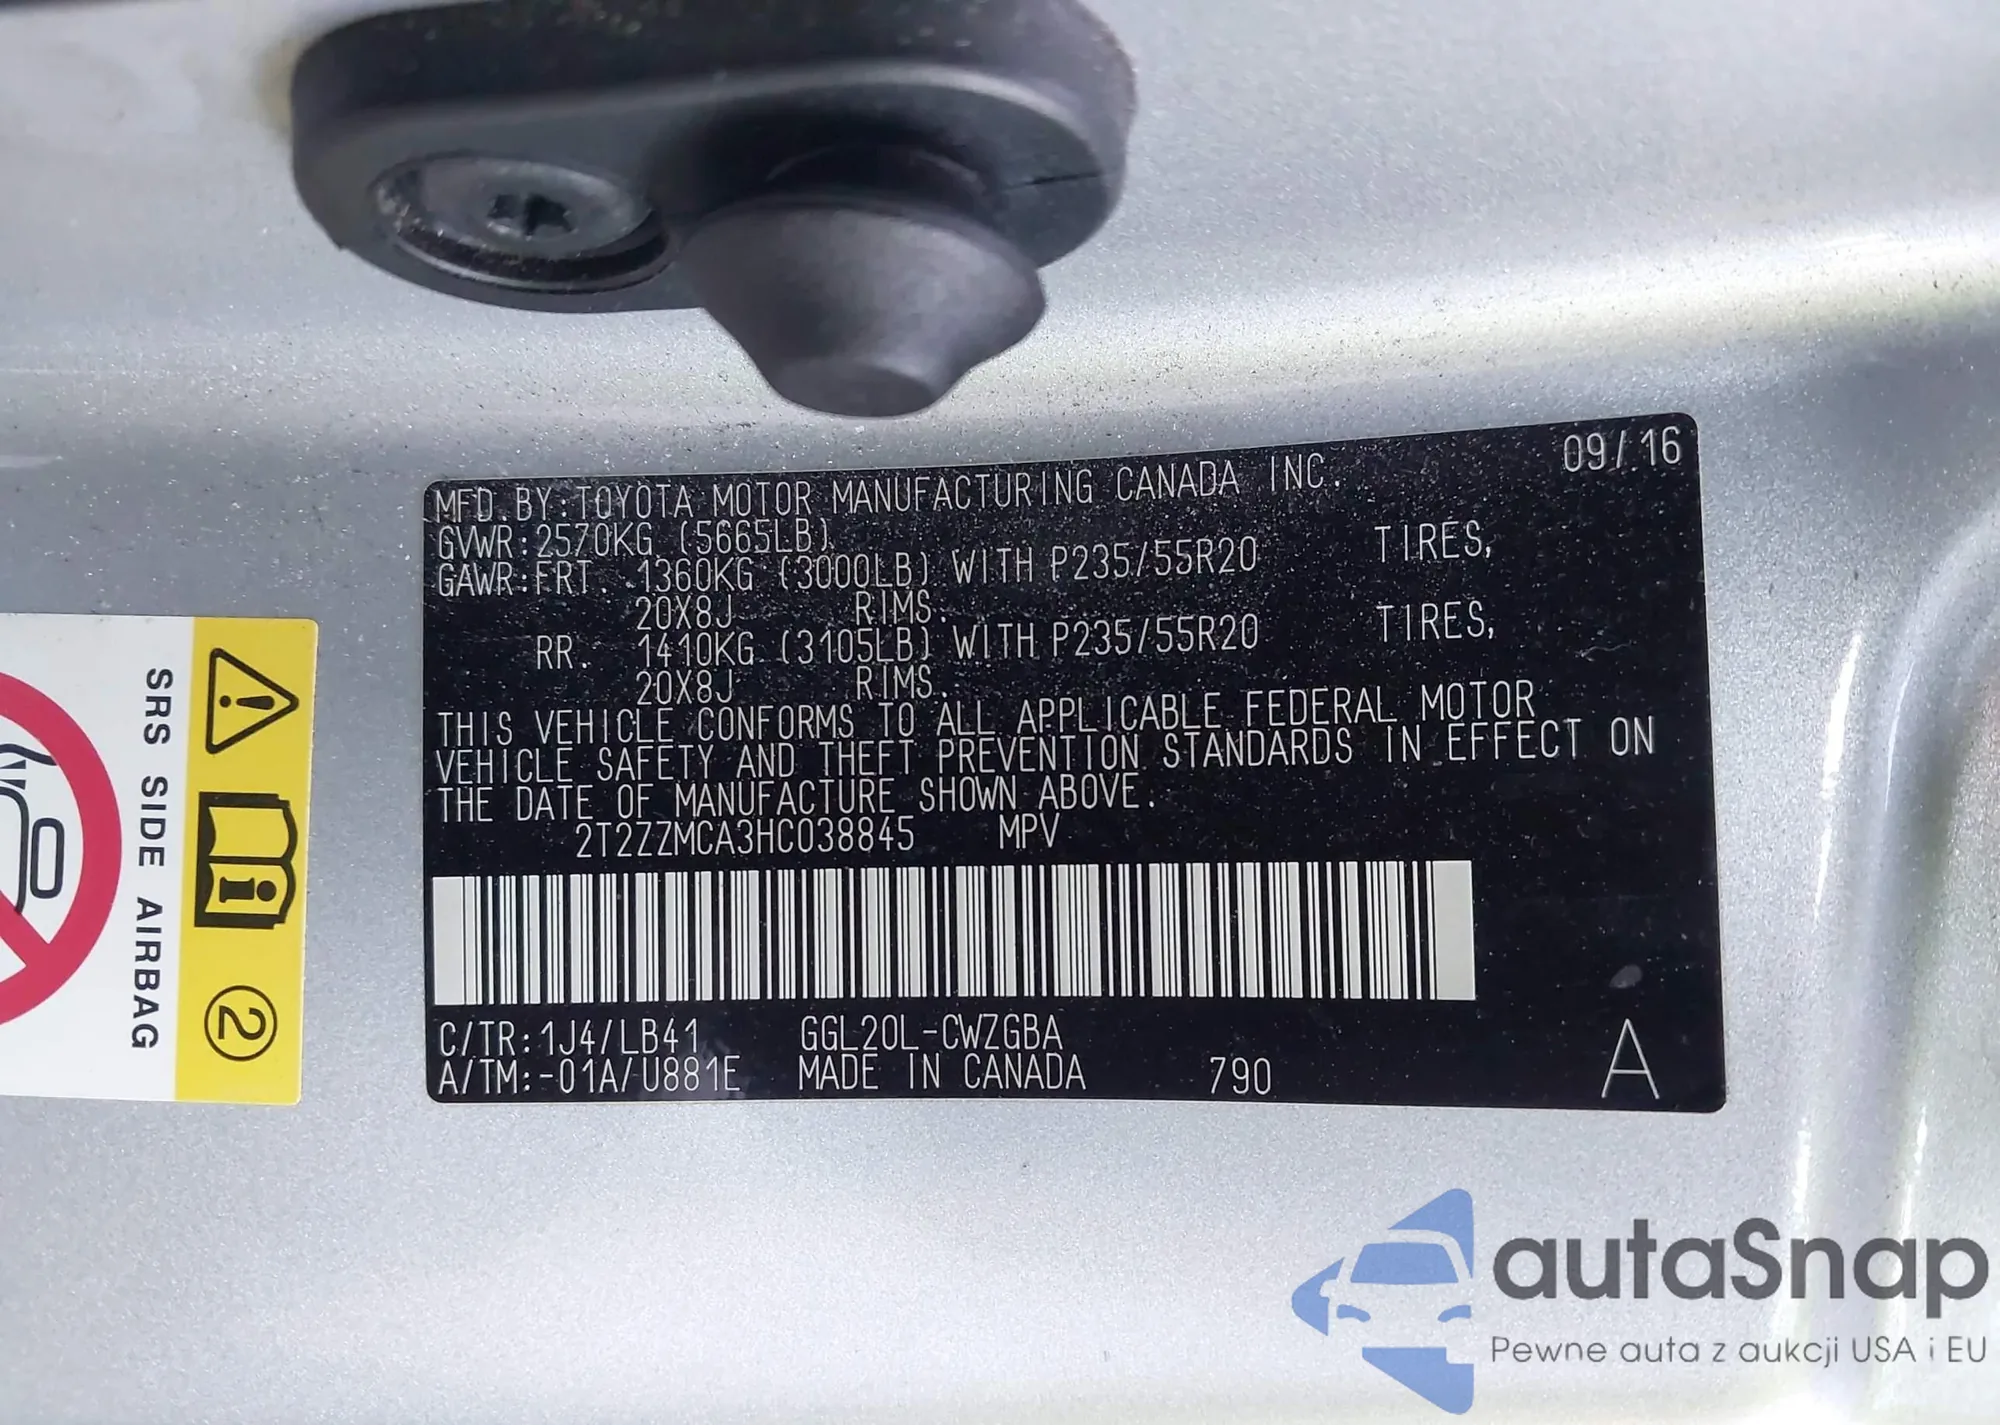 09/16
MFD.BY:TOYOTA MOTOR MANUFACTURING CANADA INC.
GVWR:2570KG (5665LB)
GAWR:FRT. 1360KG (3000LB) WITH P235/55R20 TIRES,
20X8J RIMS.
RR. 1410KG (3105LB) WITH P235/55R20 TIRES,
20X8J RIMS.
THIS VEHICLE CONFORMS TO ALL APPLICABLE FEDERAL MOTOR
VEHICLE SAFETY AND THEFT PREVENTION STANDARDS IN EFFECT ON
THE DATE OF MANUFACTURE SHOWN ABOVE.
2T2ZZMCA3HC038845 MPV
C/TR:1J4/LB41 GGL20L-CWZGBA
A/TM:-01A/U881E MADE IN CANADA 790 A
SRS SIDE AIRBAG
2
autaSnap
Pewne auta z aukcji USA i EU